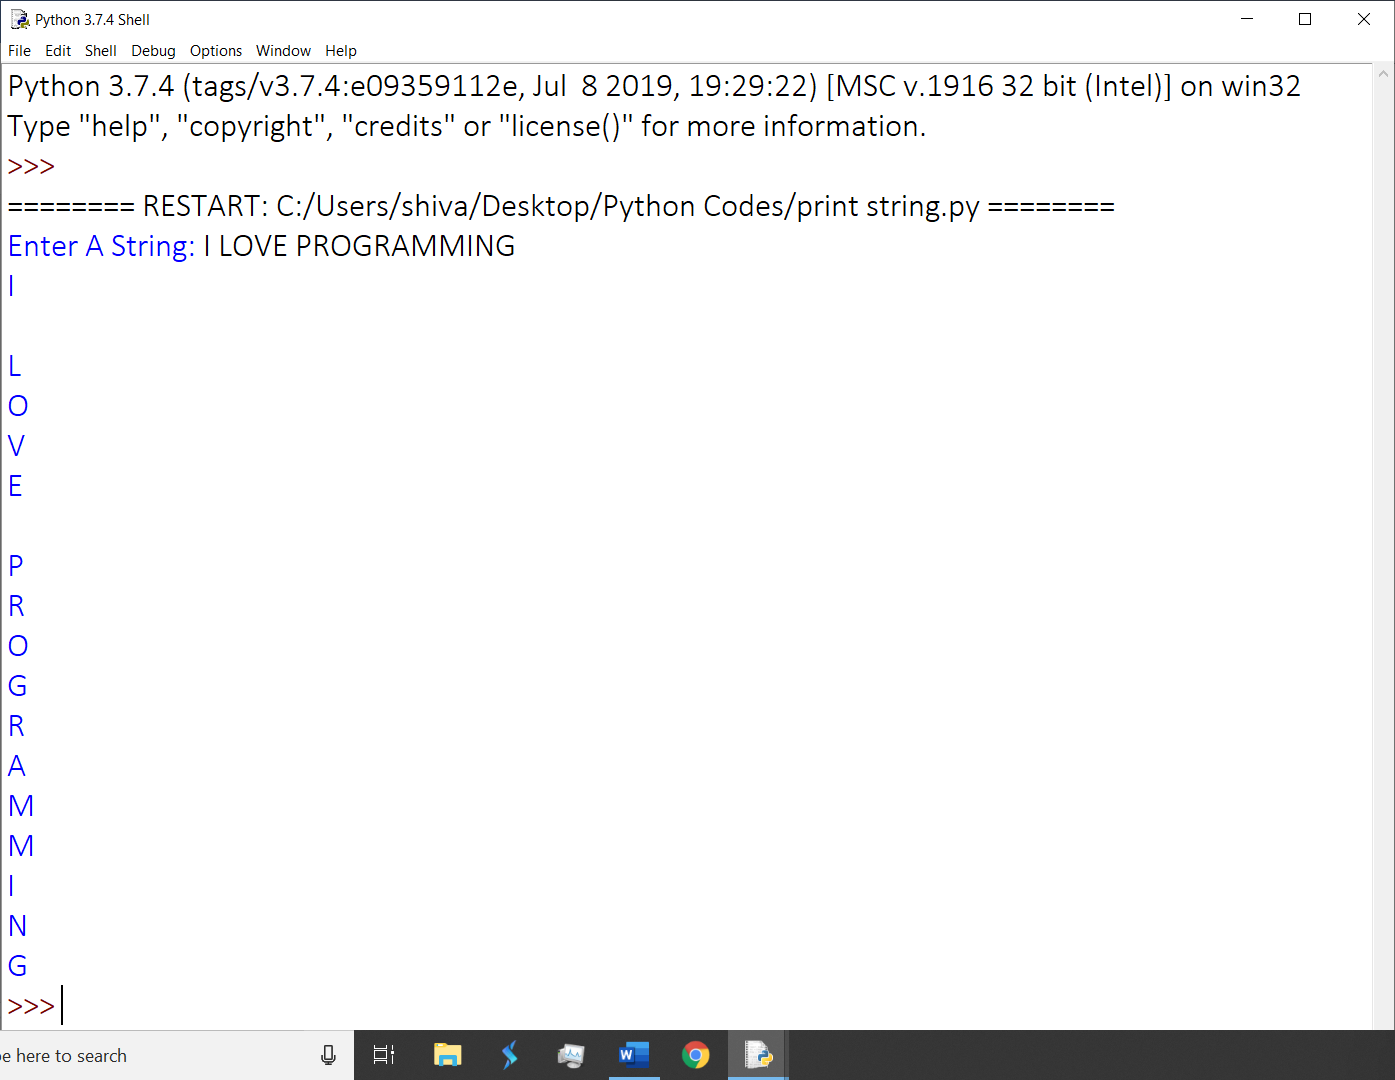 Python 3.7.4 Shell
File Edit Shell Debug Options Window Help
Python 3.7.4 (tags/v3.7.4:e09359112e, Jul  8 2019, 19:29:22) [MSC v.1916 32 bit (Intel)] on win32
Type "help", "copyright", "credits" or "license()" for more information.
>>>
======== RESTART: C:/Users/shiva/Desktop/Python Codes/print string.py ========
Enter A String: I LOVE PROGRAMMING
I

L
O
V
E

P
R
O
G
R
A
M
M
I
N
G
>>>
e here to search
W